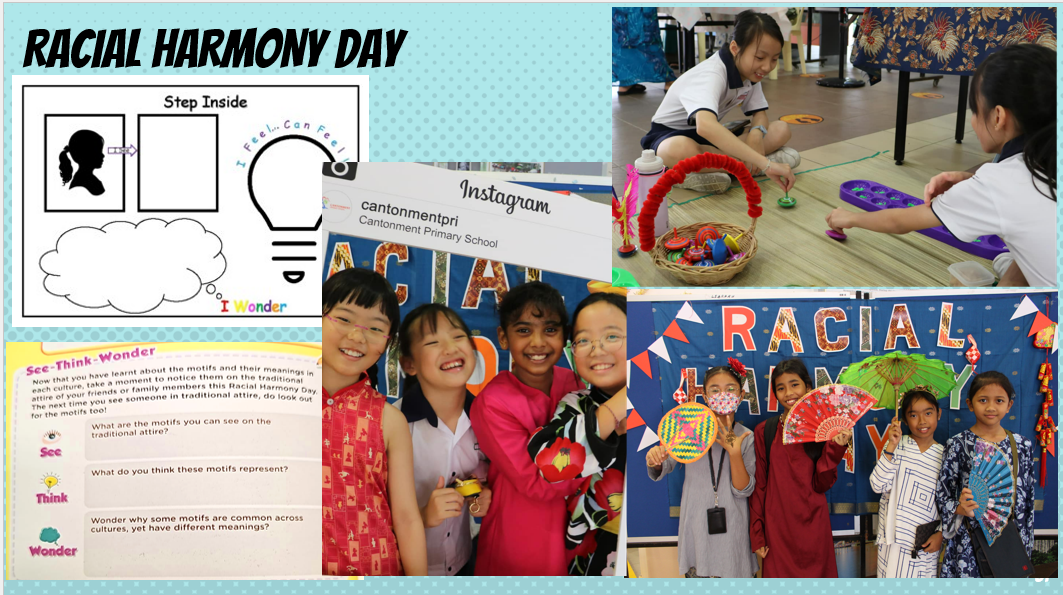 RACIAL HARMONY DAY
Step Inside
I Feel... Can Feel
I Wonder
See-Think-Wonder
Now that you have learnt about the motifs and their meanings in
each culture, take a moment to notice them on the traditional
attire of your friends or family members this Racial Harmony Day.
The next time you see someone in traditional attire, do look out
for the motifs too!
See
What are the motifs you can see on the
traditional attire?
Think
What do you think these motifs represent?
Wonder
Wonder why some motifs are common across
cultures, yet have different meanings?
Instagram
cantonmentpri
Cantonment Primary School
RACIAL
RACIAL
HARMONY